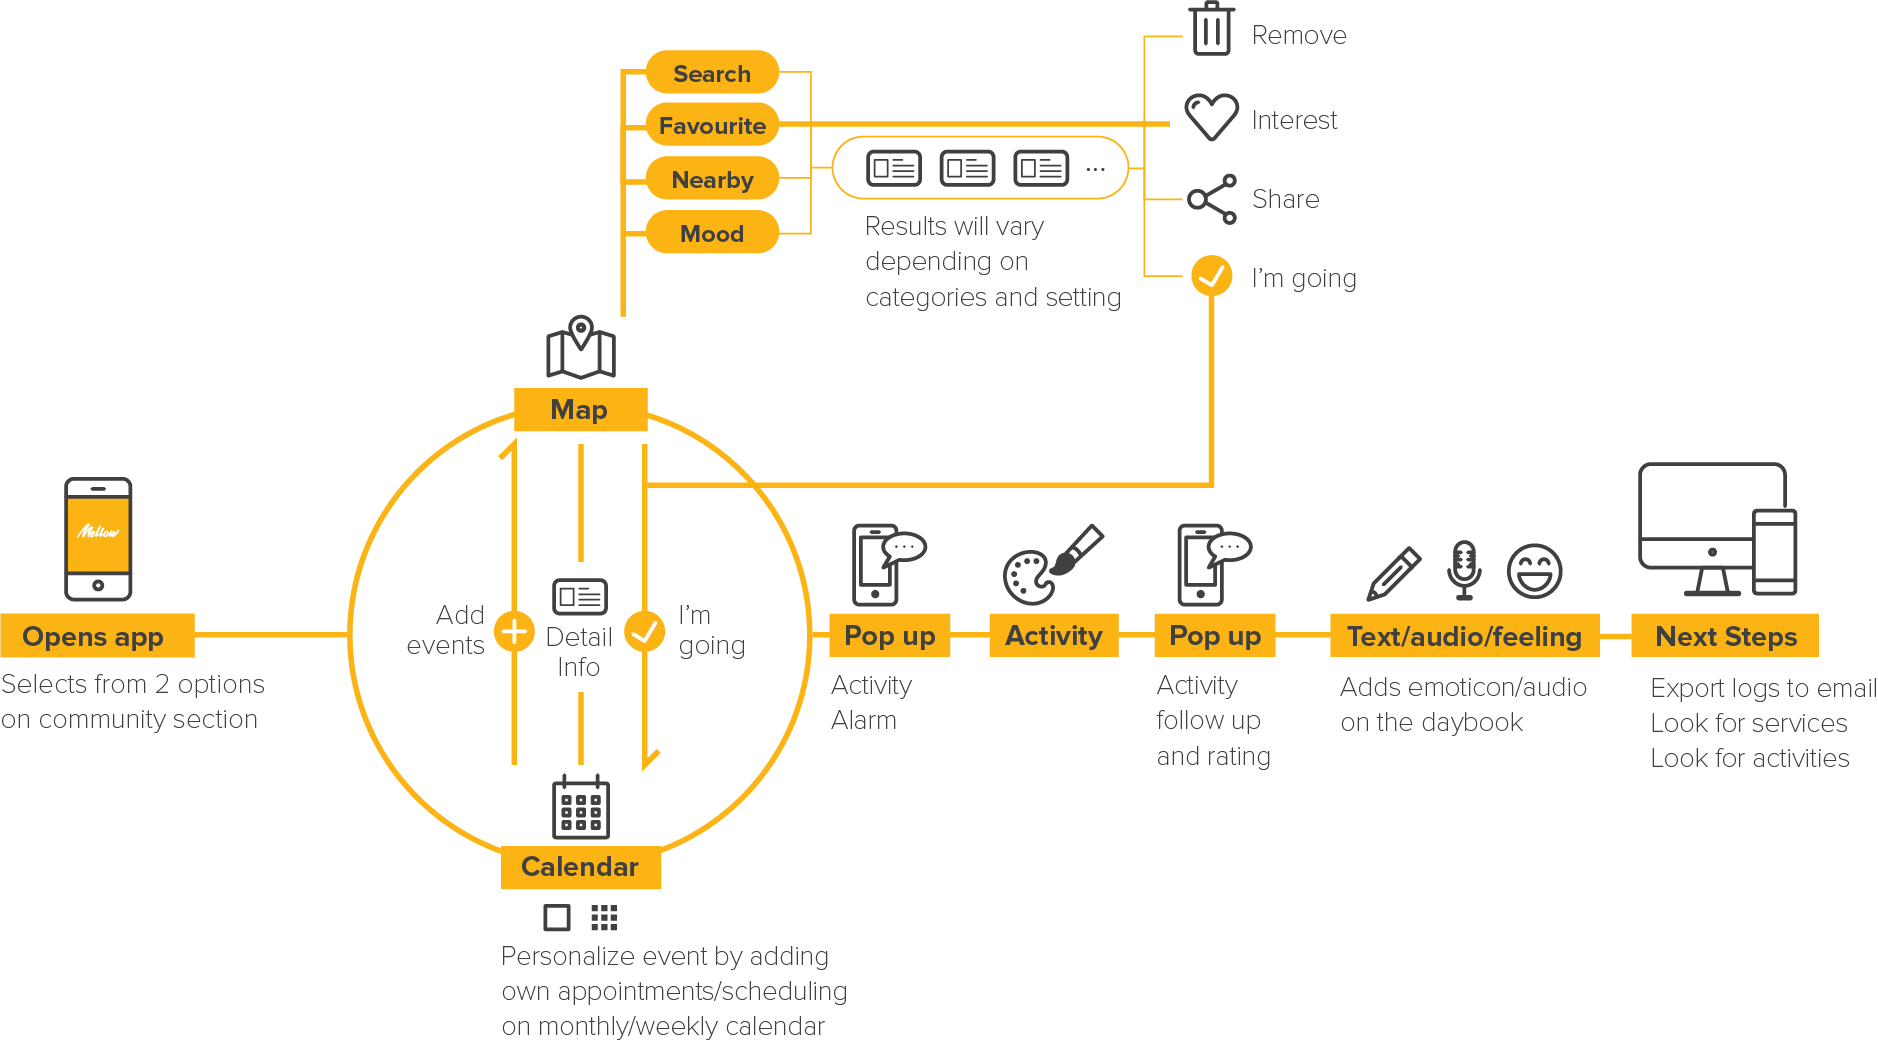 Search
Favourite
Nearby
Mood
Results will vary
depending on
categories and setting
...
Remove
Interest
Share
I'm going
Map
Mellow
Opens app
Selects from 2 options
on community section
Add
events
Detail
Info
I'm
going
Calendar
Personalize event by adding
own appointments/scheduling
on monthly/weekly calendar
Pop up
Activity
Alarm
Activity
Pop up
Activity
follow up
and rating
Text/audio/feeling
Adds emoticon/audio
on the daybook
Next Steps
Export logs to email
Look for services
Look for activities